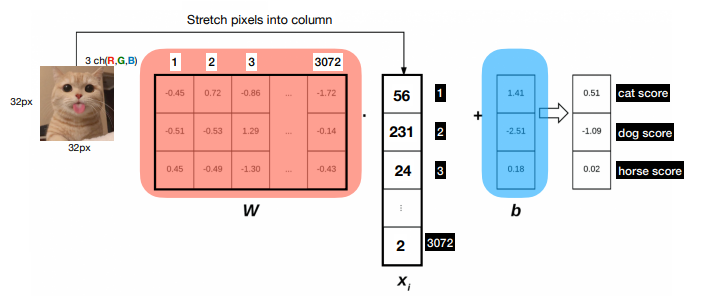 Stretch pixels into column
3 ch(R,G,B)
1 2 3 3072
32px
32px
-0.45 0.72 -0.86 ... -1.72
-0.51 -0.53 1.29 ... -0.14
0.45 -0.49 -1.30 ... -0.43
W
·
56 1
231 2
24 3
⋮
2 3072
x_i
+
1.41
-2.51
0.18
b
0.51 cat score
-1.09 dog score
0.02 horse score